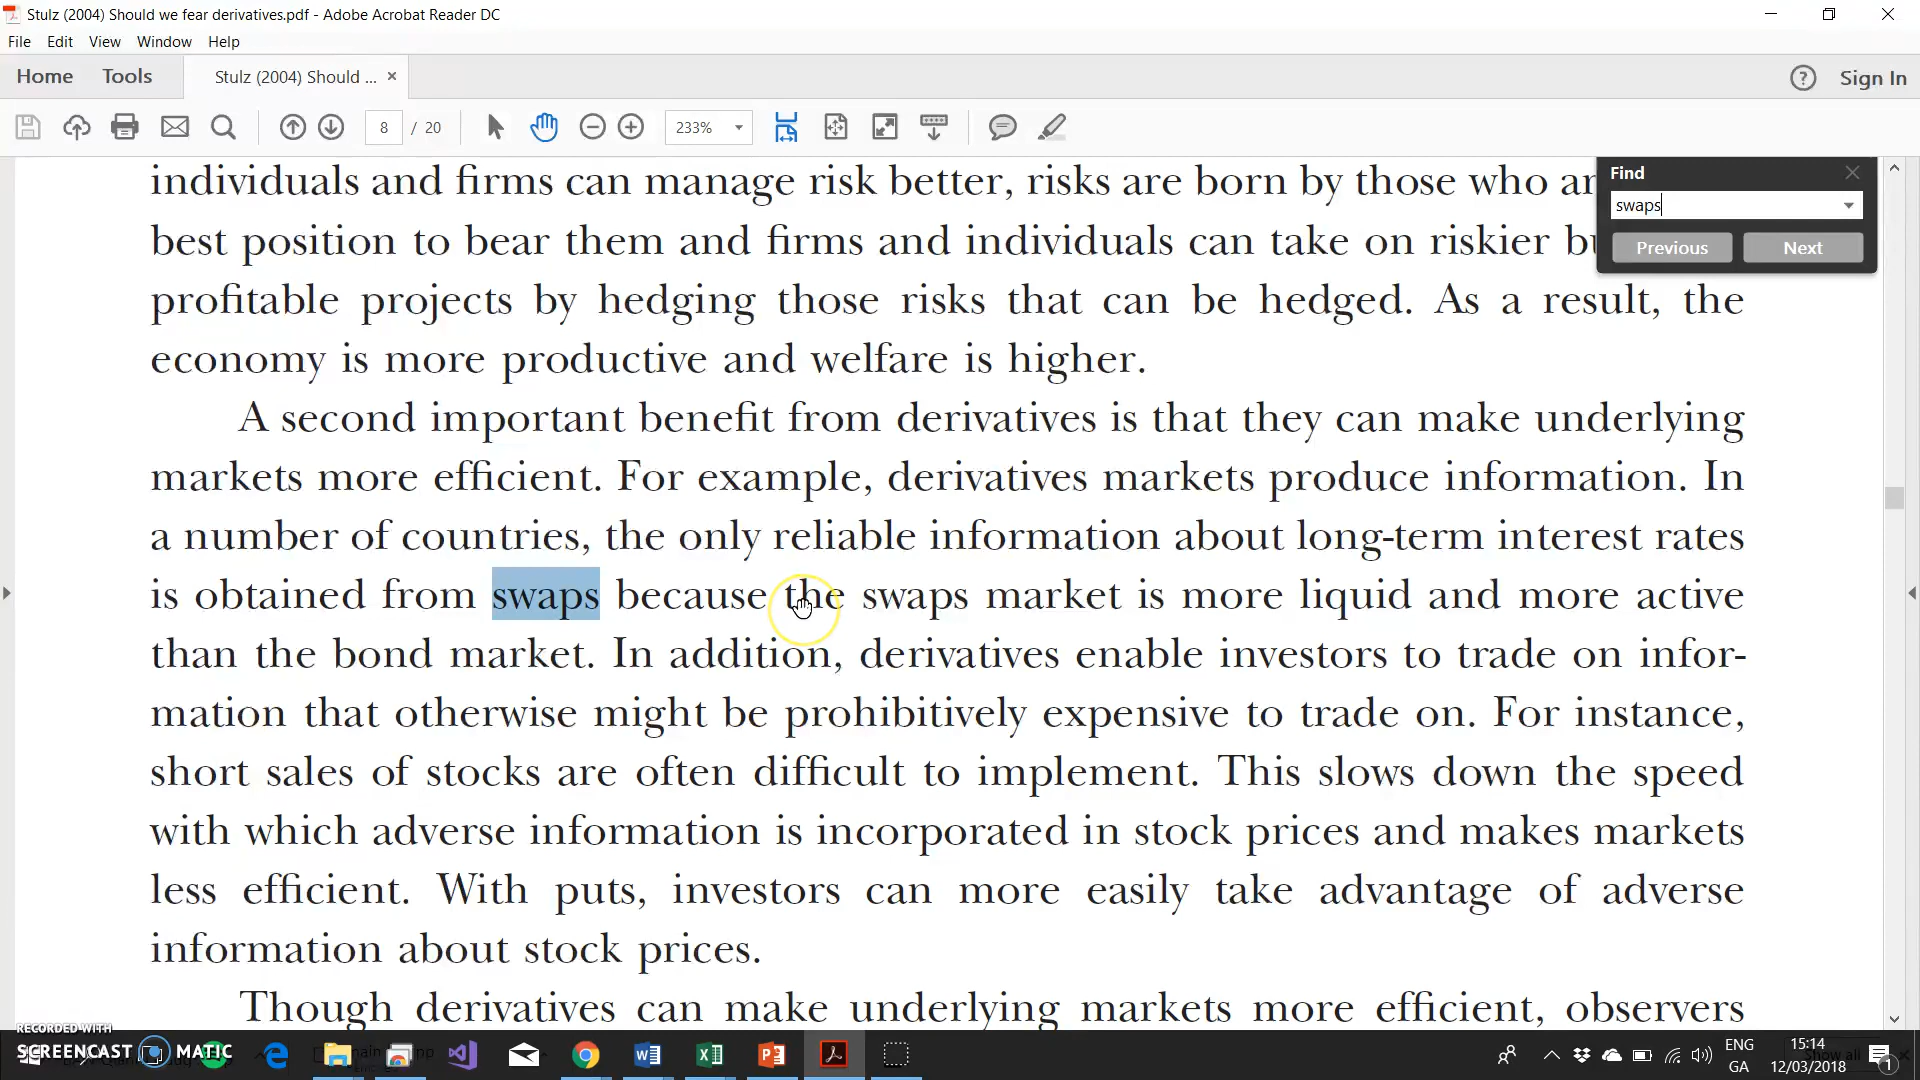 Stulz (2004) Should we fear derivatives.pdf - Adobe Acrobat Reader DC
File Edit View Window Help
Home Tools Stulz (2004) Should ... × Sign In
8 / 20 233%
Find
swaps
Previous Next
individuals and firms can manage risk better, risks are born by those who ar
best position to bear them and firms and individuals can take on riskier bu
profitable projects by hedging those risks that can be hedged. As a result, the
economy is more productive and welfare is higher.
A second important benefit from derivatives is that they can make underlying
markets more efficient. For example, derivatives markets produce information. In
a number of countries, the only reliable information about long-term interest rates
is obtained from swaps because the swaps market is more liquid and more active
than the bond market. In addition, derivatives enable investors to trade on infor-
mation that otherwise might be prohibitively expensive to trade on. For instance,
short sales of stocks are often difficult to implement. This slows down the speed
with which adverse information is incorporated in stock prices and makes markets
less efficient. With puts, investors can more easily take advantage of adverse
information about stock prices.
Though derivatives can make underlying markets more efficient, observers
RECORDED WITH
SCREENCAST MATIC
ENG
GA
15:14
12/03/2018
Show all
1